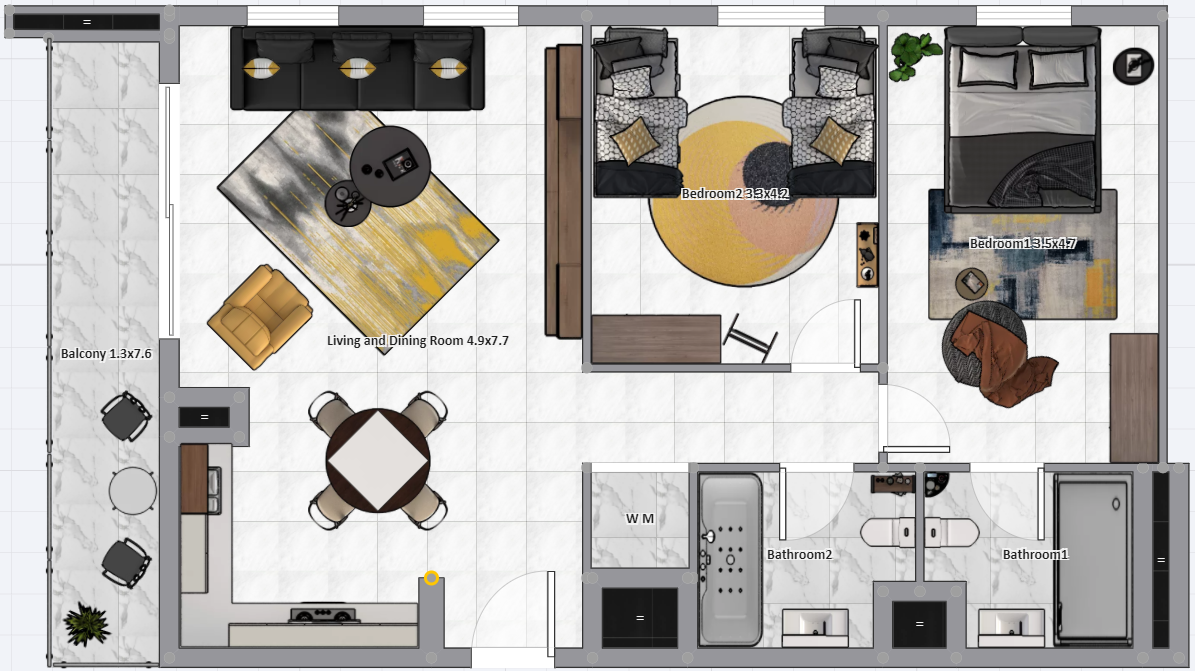 Bedroom2 3.3x4.2
Bedroom1 3.5x4.7
Living and Dining Room 4.9x7.7
Balcony 1.3x7.6
W M
Bathroom2
Bathroom1